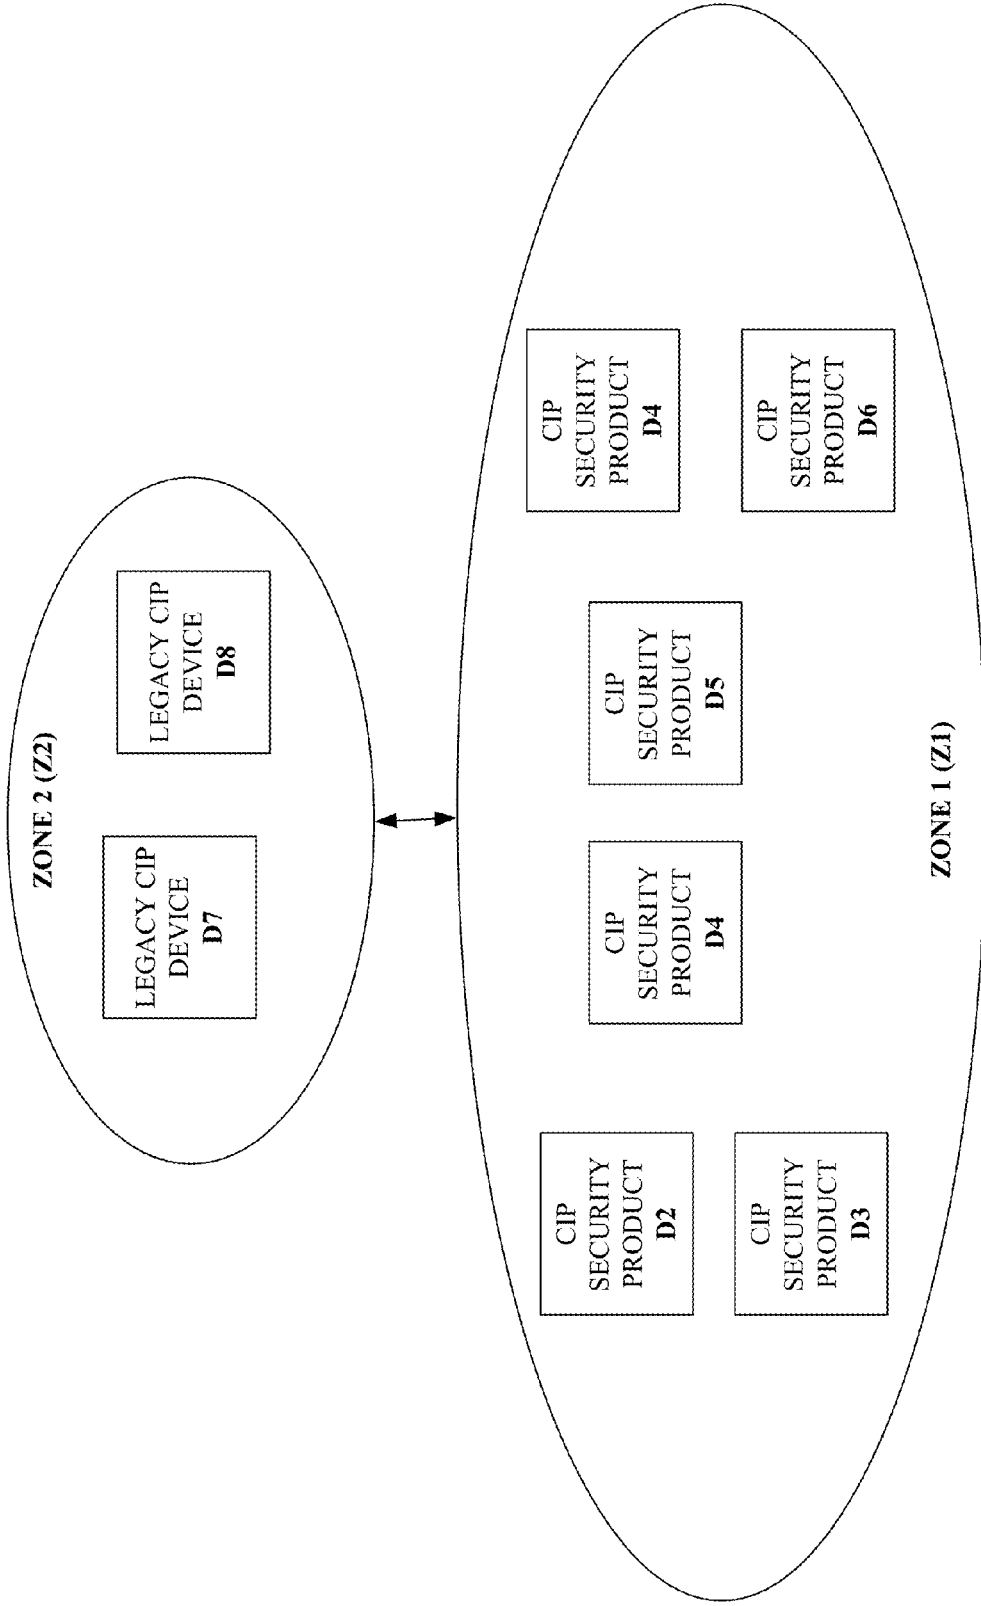 ZONE 2 (Z2)
LEGACY CIP
DEVICE
D7
LEGACY CIP
DEVICE
D8
CIP
SECURITY
PRODUCT
D2
CIP
SECURITY
PRODUCT
D4
CIP
SECURITY
PRODUCT
D5
CIP
SECURITY
PRODUCT
D4
CIP
SECURITY
PRODUCT
D3
CIP
SECURITY
PRODUCT
D6
ZONE 1 (Z1)